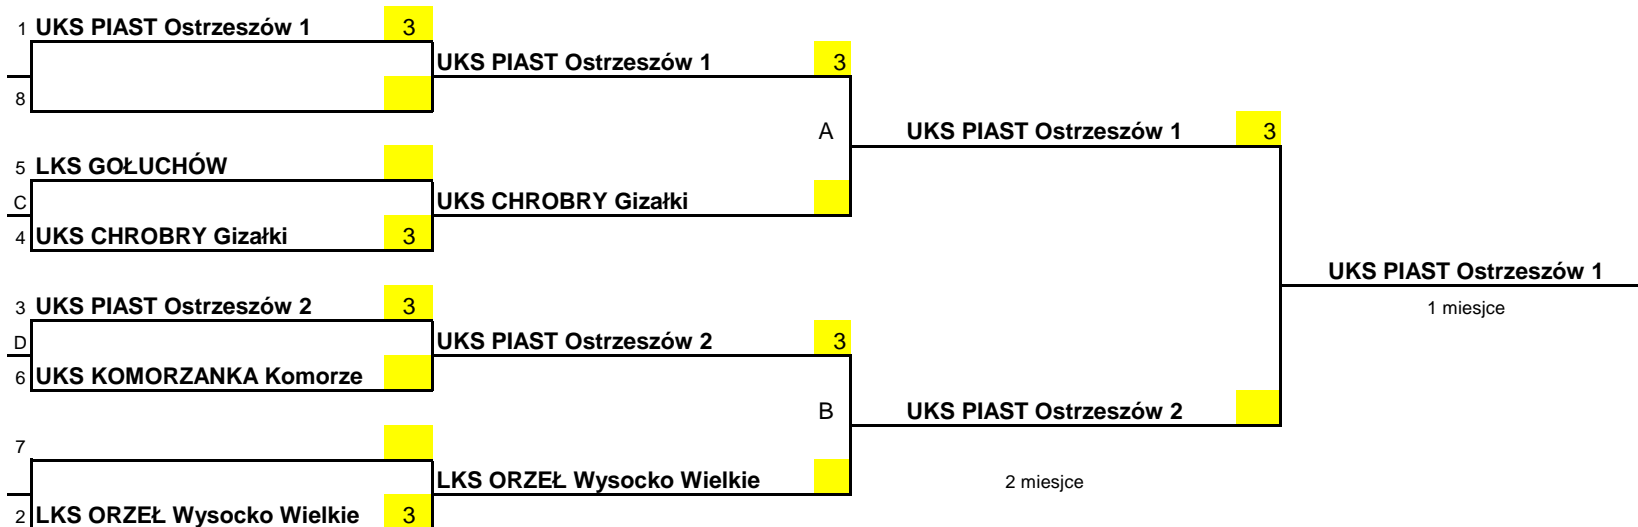 1 UKS PIAST Ostrzeszów 1 3
UKS PIAST Ostrzeszów 1 3
8
A UKS PIAST Ostrzeszów 1 3
5 LKS GOŁUCHÓW
C UKS CHROBRY Gizałki
4 UKS CHROBRY Gizałki 3
UKS PIAST Ostrzeszów 1
3 UKS PIAST Ostrzeszów 2 3
1 miesjce
D UKS PIAST Ostrzeszów 2 3
6 UKS KOMORZANKA Komorze
B UKS PIAST Ostrzeszów 2
7
LKS ORZEŁ Wysocko Wielkie
2 miesjce
2 LKS ORZEŁ Wysocko Wielkie 3